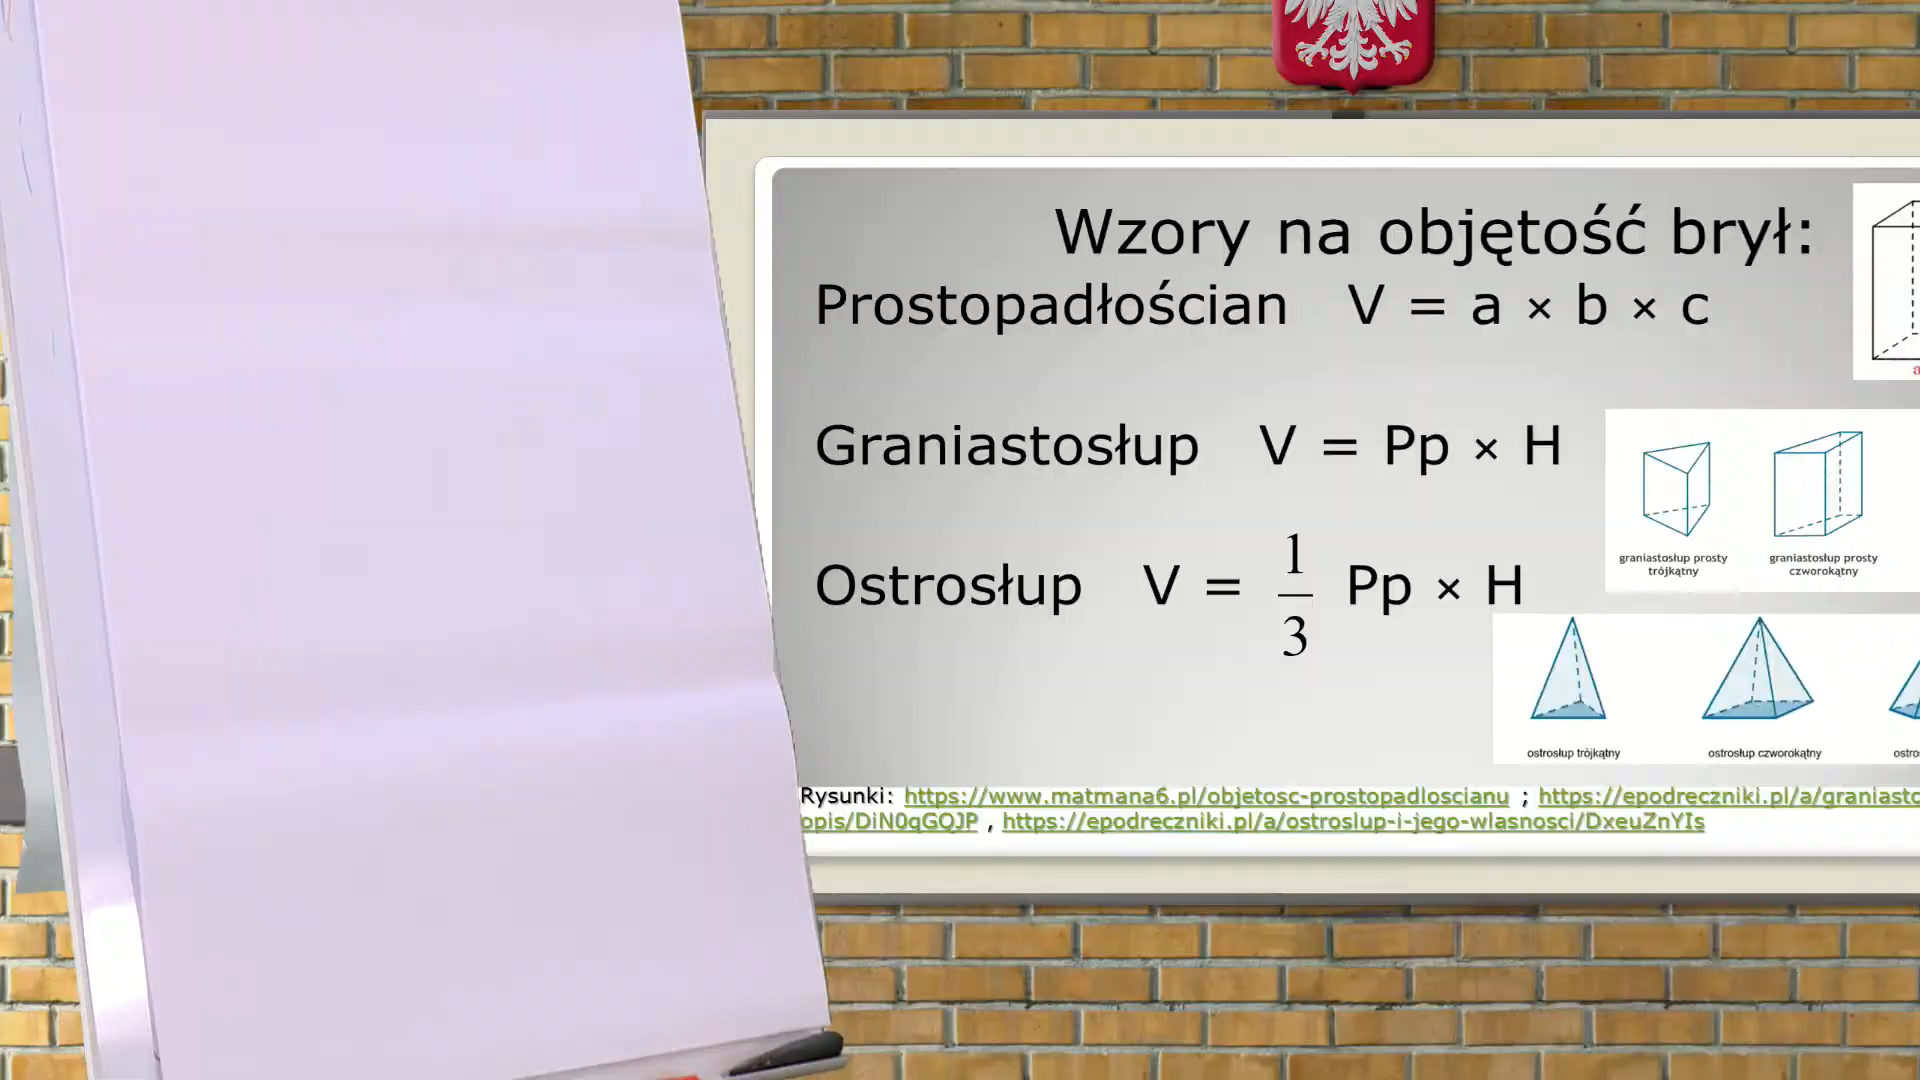 Wzory na objętość brył:
Prostopadłościan V = a × b × c
a
Graniastosłup V = Pp × H
graniastosłup prosty
trójkątny
graniastosłup prosty
czworokątny
Ostrosłup V = 1/3 Pp × H
ostrosłup trójkątny
ostrosłup czworokątny
ostro
Rysunki: https://www.matmana6.pl/objetosc-prostopadloscianu ; https://epodreczniki.pl/a/graniasto
opis/DiN0qGQJP , https://epodreczniki.pl/a/ostroslup-i-jego-wlasnosci/DxeuZnYIs